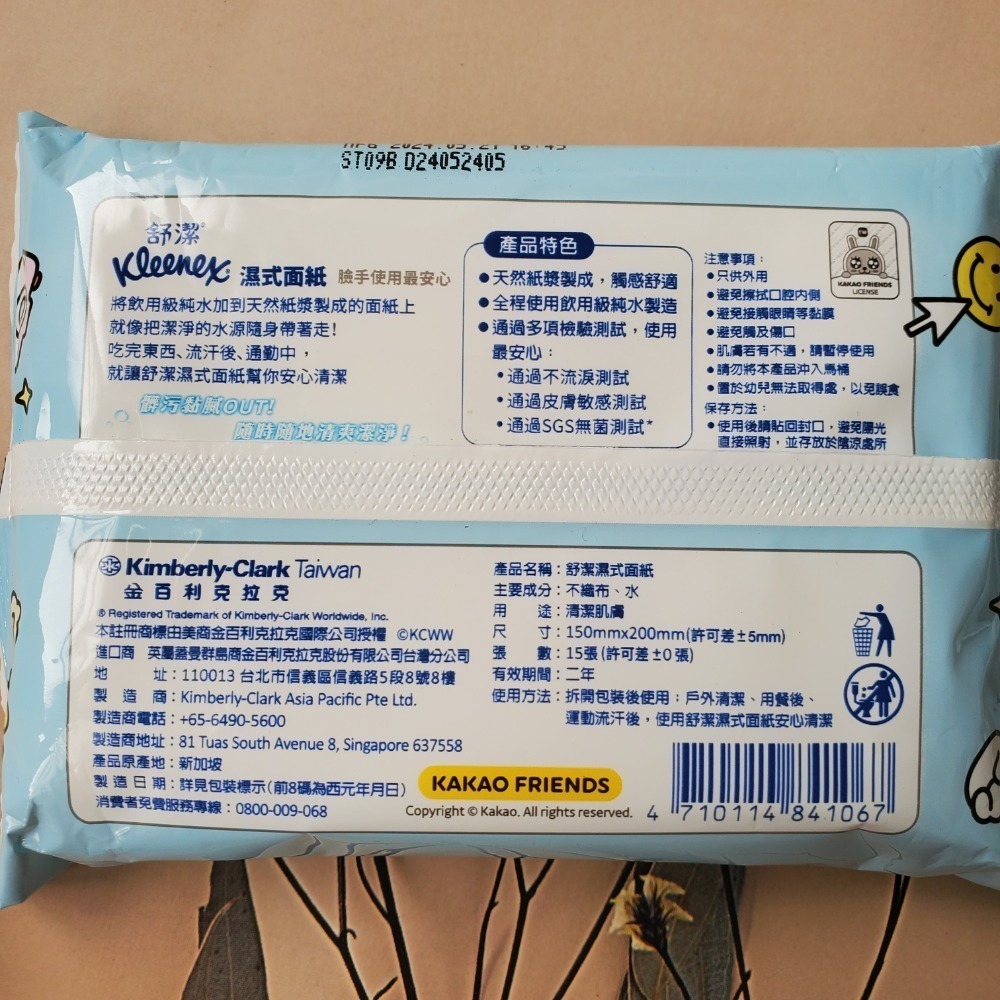 2024.05.21 16:45
ST09B D24052405
舒潔®
Kleenex® 濕式面紙 臉手使用最安心
將飲用級純水加到天然紙漿製成的面紙上
就像把潔淨的水源隨身帶著走!
吃完東西、流汗後、通勤中，
就讓舒潔濕式面紙幫你安心清潔
髒污黏膩OUT!
隨時隨地清爽潔淨！
產品特色
●天然紙漿製成，觸感舒適
●全程使用飲用級純水製造
●通過多項檢驗測試，使用
最安心：
•通過不流淚測試
•通過皮膚敏感測試
•通過SGS無菌測試*
注意事項：
•只供外用
•避免擦拭口腔內側
•避免接觸眼睛等黏膜
•避免觸及傷口
•肌膚若有不適，請暫停使用
•請勿將本產品沖入馬桶
•置於幼兒無法取得處，以免誤食
保存方法：
•使用後請貼回封口，避免陽光
直接照射，並存放於陰涼處所
KAKAO FRIENDS
LICENSE
Kimberly-Clark Taiwan
金百利克拉克
® Registered Trademark of Kimberly-Clark Worldwide, Inc.
本註冊商標由美商金百利克拉克國際公司授權 ©KCWW
進口商 英屬蓋曼群島商金百利克拉克股份有限公司台灣分公司
地 址：110013 台北市信義區信義路5段8號8樓
製 造 商：Kimberly-Clark Asia Pacific Pte Ltd.
製造商電話：+65-6490-5600
製造商地址：81 Tuas South Avenue 8, Singapore 637558
產品原產地：新加坡
製造日期：詳見包裝標示(前8碼為西元年月日)
消費者免費服務專線：0800-009-068
產品名稱：舒潔濕式面紙
主要成分：不織布、水
用 途：清潔肌膚
尺 寸：150mmx200mm(許可差±5mm)
張 數：15張(許可差±0張)
有效期間：二年
使用方法：拆開包裝後使用；戶外清潔、用餐後、
運動流汗後，使用舒潔濕式面紙安心清潔
KAKAO FRIENDS
Copyright © Kakao. All rights reserved.
4 710114 841067